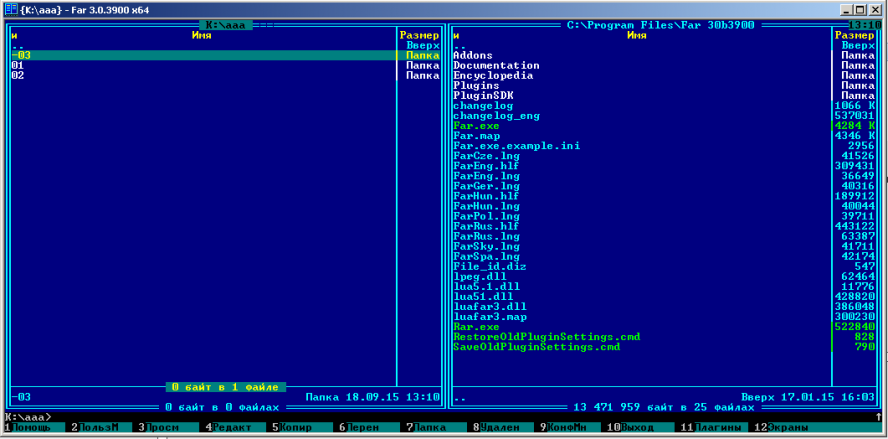 {K:\aaa} - Far 3.0.3900 x64
K:\aaa
и Имя Размер
.. Вверх
-03 Папка
01 Папка
02 Папка
0 байт в 1 файле
-03 Папка 18.09.15 13:10
0 байт в 0 файлах
C:\Program Files\Far 30b3900 13:10
и Имя Размер
.. Вверх
Addons Папка
Documentation Папка
Encyclopedia Папка
Plugins Папка
PluginSDK Папка
changelog 1066 K
changelog_eng 537031
Far.exe 4284 K
Far.map 4346 K
Far.exe.example.ini 2956
FarCze.lng 41526
FarEng.hlf 309431
FarEng.lng 36649
FarGer.lng 40316
FarHun.hlf 189912
FarHun.lng 40044
FarPol.lng 39711
FarRus.hlf 443122
FarRus.lng 63387
FarSky.lng 41711
FarSpa.lng 42174
File_id.diz 547
lpeg.dll 62464
lua5.1.dll 11776
lua51.dll 428820
luafar3.dll 386048
luafar3.map 300230
Rar.exe 522840
RestoreOldPluginSettings.cmd 828
SaveOldPluginSettings.cmd 790
.. Вверх 17.01.15 16:03
13 471 959 байт в 25 файлах
K:\aaa>
1Помощь 2ПользМ 3Просм 4Редакт 5Копир 6Перен 7Папка 8Удален 9КонфМн 10Выход 11Плагины 12Экраны